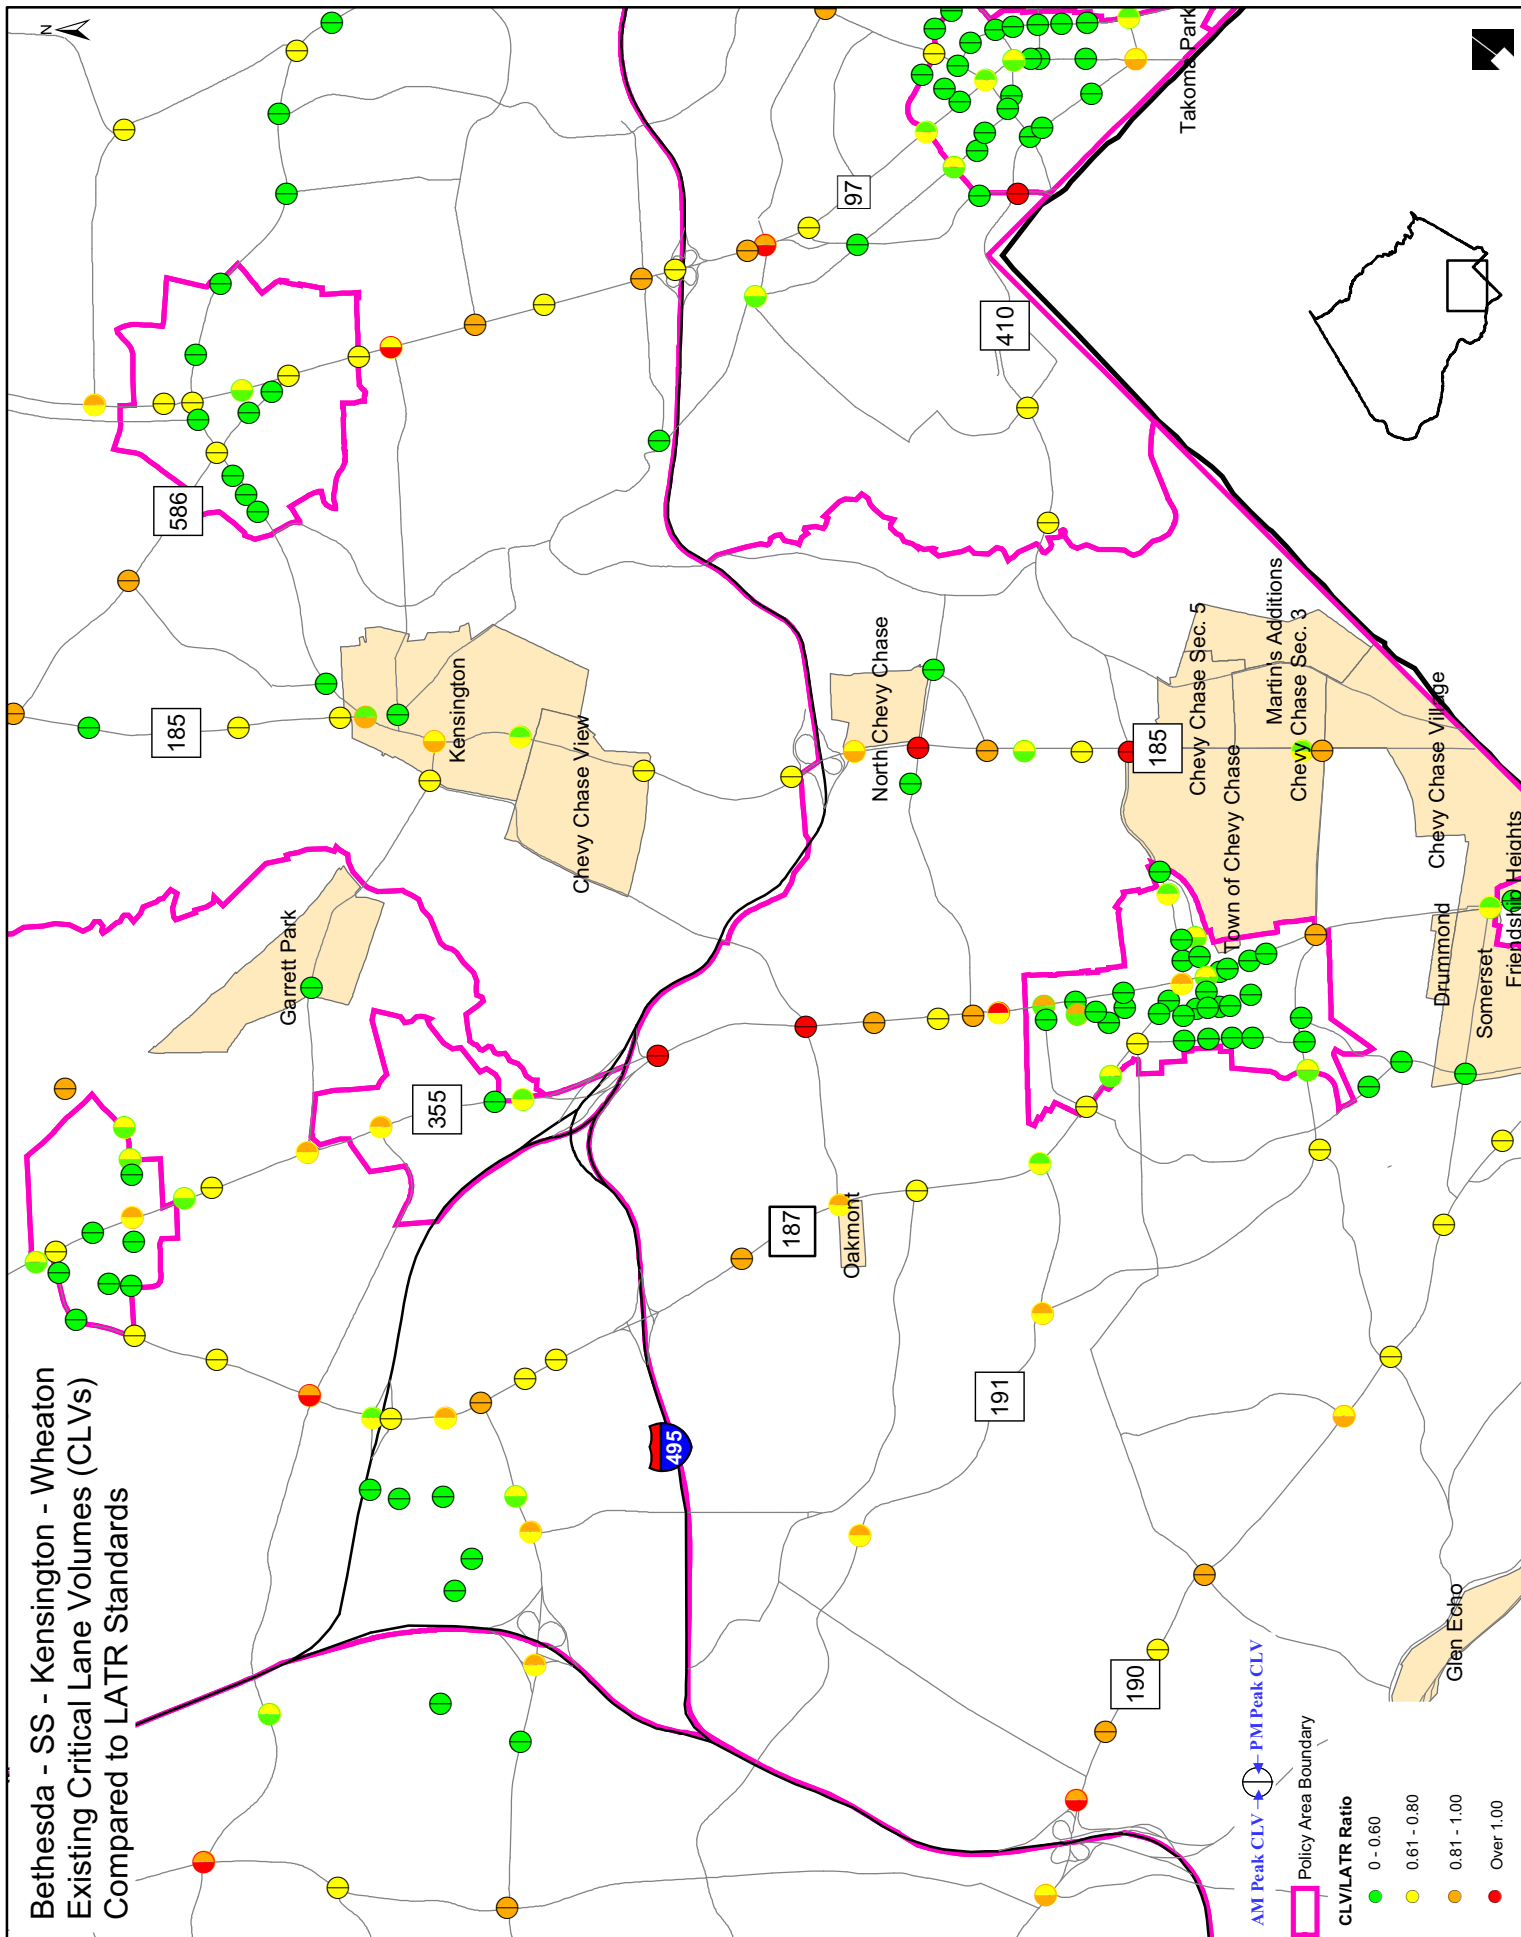 Bethesda - SS - Kensington - Wheaton
Existing Critical Lane Volumes (CLVs)
Compared to LATR Standards
N
586
185
97
410
355
187
495
191
185
190
Garrett Park
Kensington
Chevy Chase View
North Chevy Chase
Takoma Park
Oakmont
Chevy Chase Sec. 5
Martin's Additions
Chevy Chase Sec. 3
Town of Chevy Chase
Chevy Chase Village
Drummond
Somerset
Friendship Heights
Glen Echo
AM Peak CLV PM Peak CLV
Policy Area Boundary
CLV/LATR Ratio
0 - 0.60
0.61 - 0.80
0.81 - 1.00
Over 1.00